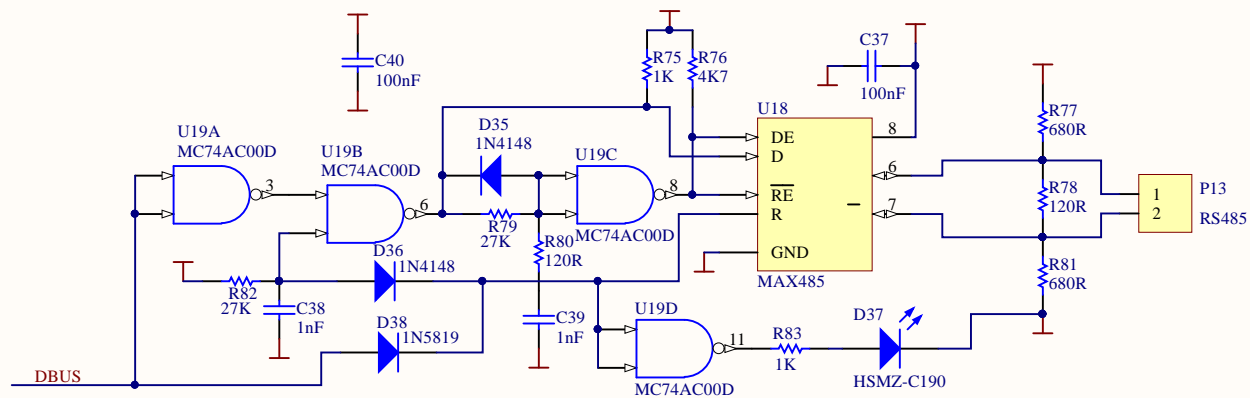 C40
100nF
R75
1K
R76
4K7
C37
100nF
U18
DE
D
RE
R
GND
8
6
7
MAX485
R77
680R
R78
120R
R81
680R
1
2
P13
RS485
U19A
MC74AC00D
3
U19B
MC74AC00D
6
D35
1N4148
R79
27K
U19C
8
MC74AC00D
R80
120R
D36
1N4148
R82
27K
C38
1nF
D38
1N5819
C39
1nF
U19D
11
MC74AC00D
R83
1K
D37
HSMZ-C190
DBUS